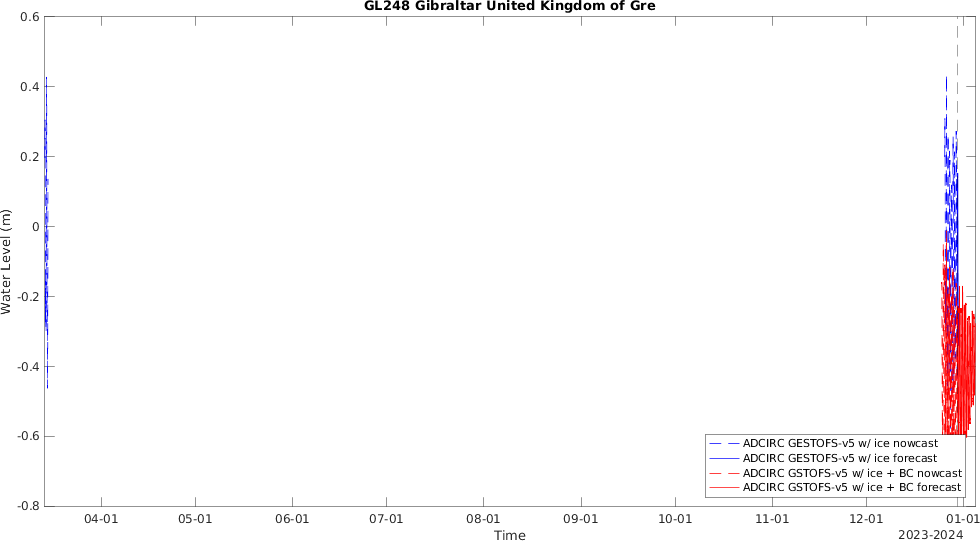 GL248 Gibraltar United Kingdom of Gre
0.6
0.4
0.2
0
-0.2
-0.4
-0.6
-0.8
Water Level (m)
ADCIRC GESTOFS-v5 w/ ice nowcast
ADCIRC GESTOFS-v5 w/ ice forecast
ADCIRC GSTOFS-v5 w/ ice + BC nowcast
ADCIRC GSTOFS-v5 w/ ice + BC forecast
04-01 05-01 06-01 07-01 08-01 09-01 10-01 11-01 12-01 01-01
Time
2023-2024